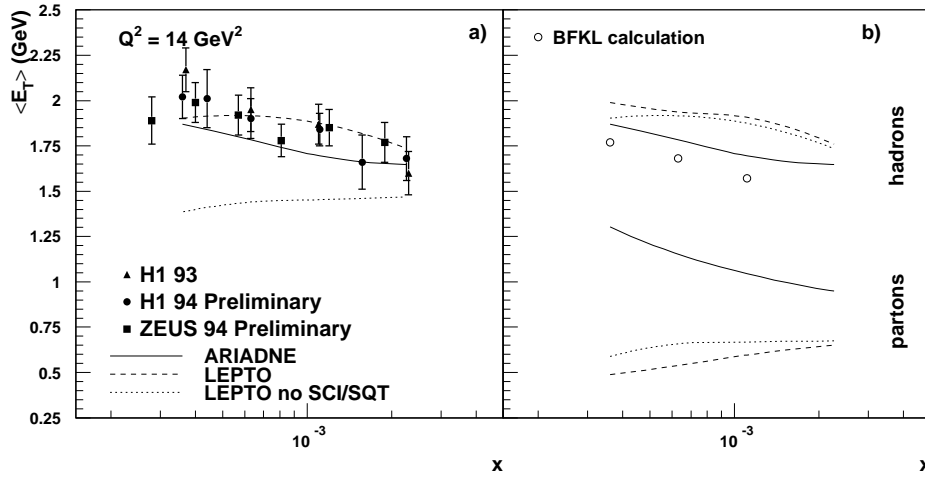 <E_T> (GeV)
2.5
2.25
2
1.75
1.5
1.25
1
0.75
0.5
0.25
Q² = 14 GeV²
a)
H1 93
H1 94 Preliminary
ZEUS 94 Preliminary
ARIADNE
LEPTO
LEPTO no SCI/SQT
10⁻³
x
BFKL calculation
b)
hadrons
partons
10⁻³
x